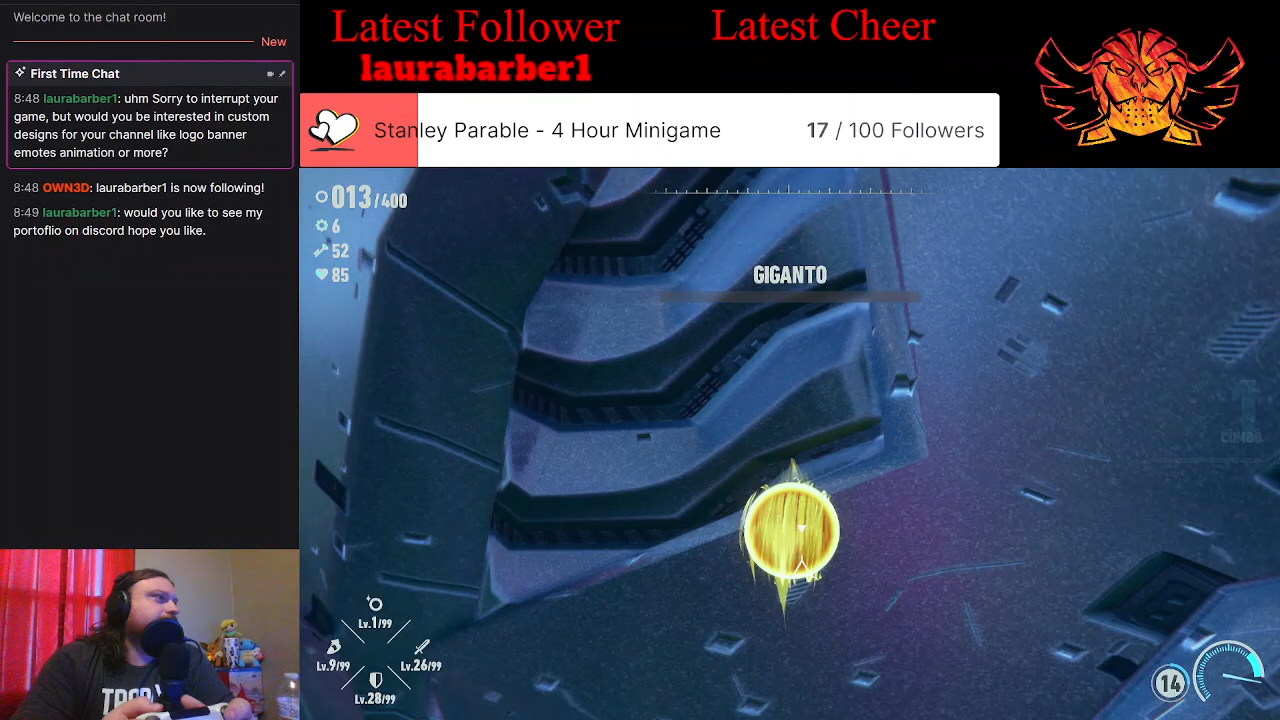 Welcome to the chat room!
New
First Time Chat
8:48 laurabarber1: uhm Sorry to interrupt your
game, but would you be interested in custom
designs for your channel like logo banner
emotes animation or more?
8:48 OWN3D: laurabarber1 is now following!
8:49 laurabarber1: would you like to see my
portoflio on discord hope you like.
Latest Follower
laurabarber1
Latest Cheer
Stanley Parable - 4 Hour Minigame
17 / 100 Followers
013/400
6
52
85
GIGANTO
COMBO
Lv.1/99
Lv.9/99
Lv.26/99
Lv.28/99
14